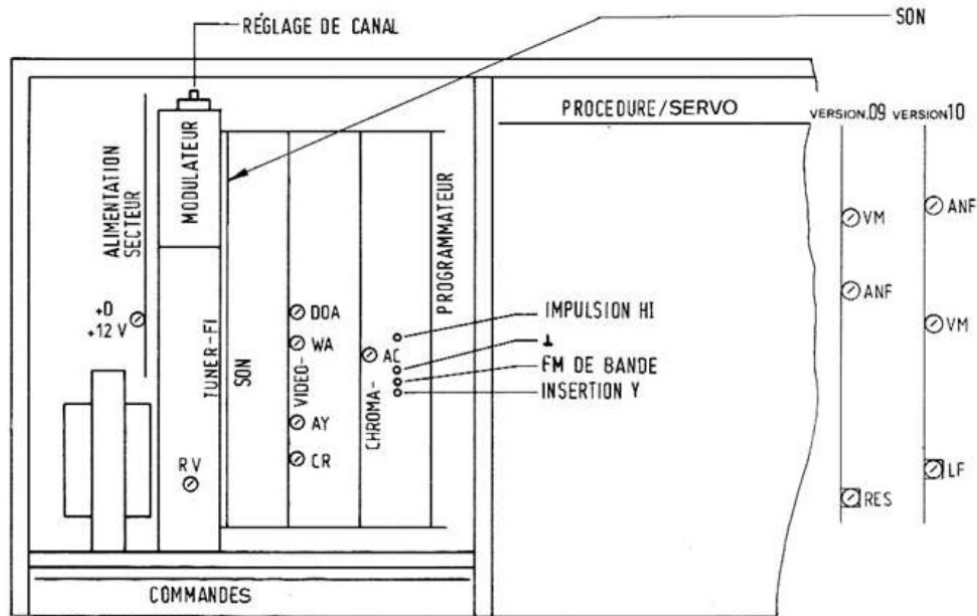 RÉGLAGE DE CANAL
SON
PROCEDURE/SERVO
VERSION.09
VERSION10
ALIMENTATION
SECTEUR
MODULATEUR
PROGRAMMATEUR
VM
ANF
ANF
VM
+D
+12 V
TUNER-FI
SON
DOA
WA
VIDEO-
AC
CHROMA-
IMPULSION HI
FM DE BANDE
INSERTION Y
AY
CR
RV
RES
LF
COMMANDES